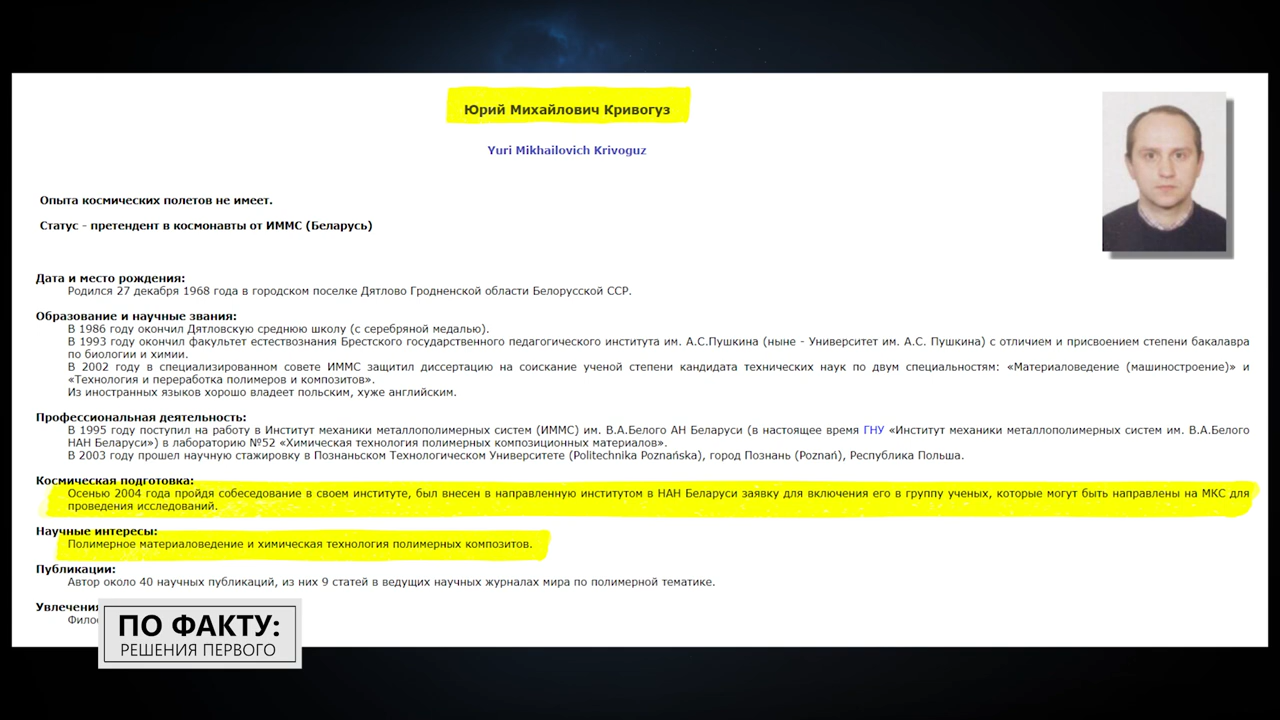 Юрий Михайлович Кривогуз
Yuri Mikhailovich Krivoguz
Опыта космических полетов не имеет.
Статус - претендент в космонавты от ИММС (Беларусь)
Дата и место рождения:
Родился 27 декабря 1968 года в городском поселке Дятлово Гродненской области Белорусской ССР.
Образование и научные звания:
В 1986 году окончил Дятловскую среднюю школу (с серебряной медалью).
В 1993 году окончил факультет естествознания Брестского государственного педагогического института им. А.С.Пушкина (ныне - Университет им. А.С. Пушкина) с отличием и присвоением степени бакалавра
по биологии и химии.
В 2002 году в специализированном совете ИММС защитил диссертацию на соискание ученой степени кандидата технических наук по двум специальностям: «Материаловедение (машиностроение)» и
«Технология и переработка полимеров и композитов».
Из иностранных языков хорошо владеет польским, хуже английским.
Профессиональная деятельность:
В 1995 году поступил на работу в Институт механики металлополимерных систем (ИММС) им. В.А.Белого АН Беларуси (в настоящее время ГНУ «Институт механики металлополимерных систем им. В.А.Белого
НАН Беларуси») в лабораторию №52 «Химическая технология полимерных композиционных материалов».
В 2003 году прошел научную стажировку в Познаньском Технологическом Университете (Politechnika Poznańska), город Познань (Poznań), Республика Польша.
Космическая подготовка:
Осенью 2004 года пройдя собеседование в своем институте, был внесен в направленную институтом в НАН Беларуси заявку для включения его в группу ученых, которые могут быть направлены на МКС для
проведения исследований.
Научные интересы:
Полимерное материаловедение и химическая технология полимерных композитов.
Публикации:
Автор около 40 научных публикаций, из них 9 статей в ведущих научных журналах мира по полимерной тематике.
Увлечения
ПО ФАКТУ:
РЕШЕНИЯ ПЕРВОГО